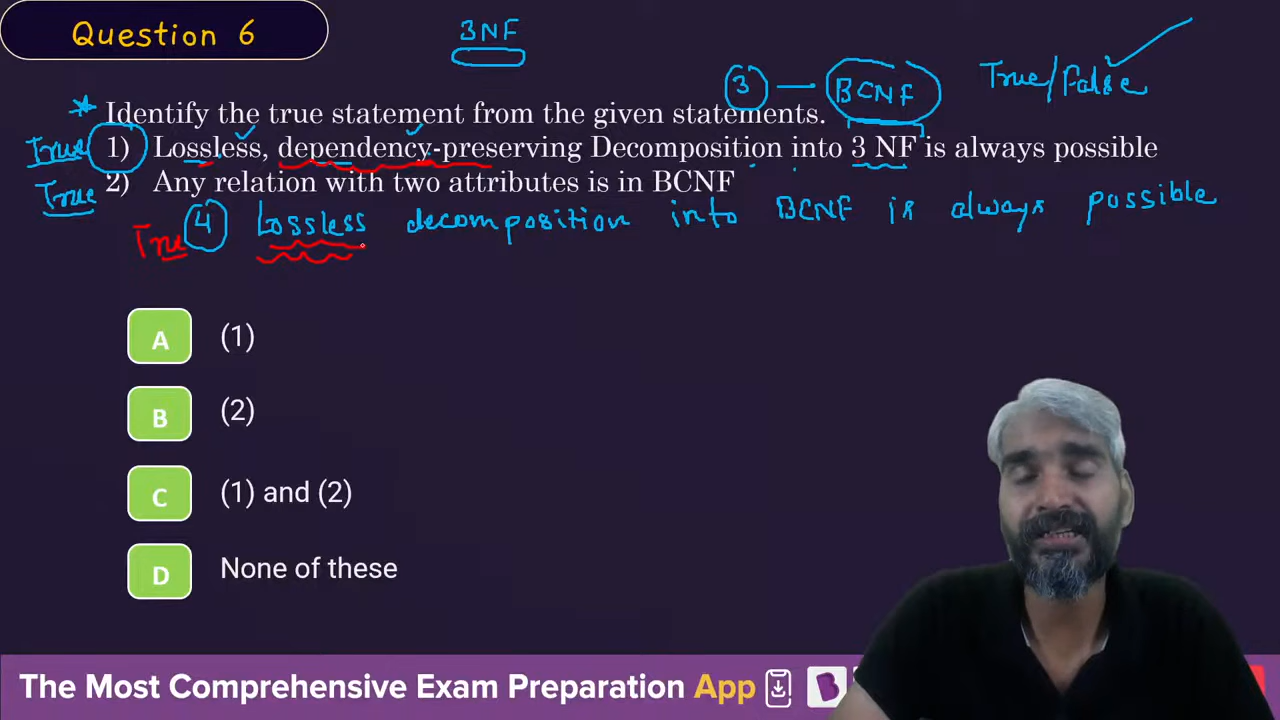 Question 6
3NF
3 — BCNF True/False
Identify the true statement from the given statements.
True 1) Lossless, dependency-preserving Decomposition into 3 NF is always possible
True 2) Any relation with two attributes is in BCNF
True 4 Lossless decomposition into BCNF is always possible
A (1)
B (2)
C (1) and (2)
D None of these
The Most Comprehensive Exam Preparation App B